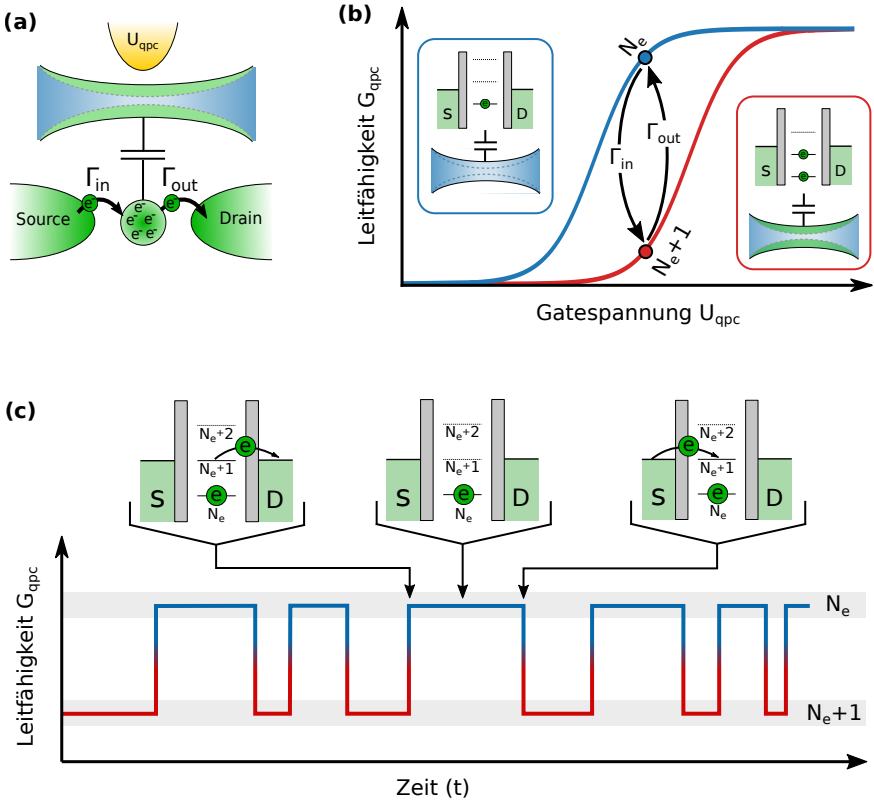 (a)
U_qpc
Γ_in
Γ_out
e⁻
e⁻
Source
e⁻
e⁻ e⁻
e⁻ e⁻
Drain
(b)
Leitfähigkeit G_qpc
Gatespannung U_qpc
S
e
D
N_e
Γ_in
Γ_out
N_e+1
S
e
e
D
(c)
N_e+2
e
N_e+1
S
e
D
N_e
N_e+2
N_e+1
S
e
D
N_e
N_e+2
e
N_e+1
S
e
D
N_e
Leitfähigkeit G_qpc
N_e
N_e+1
Zeit (t)